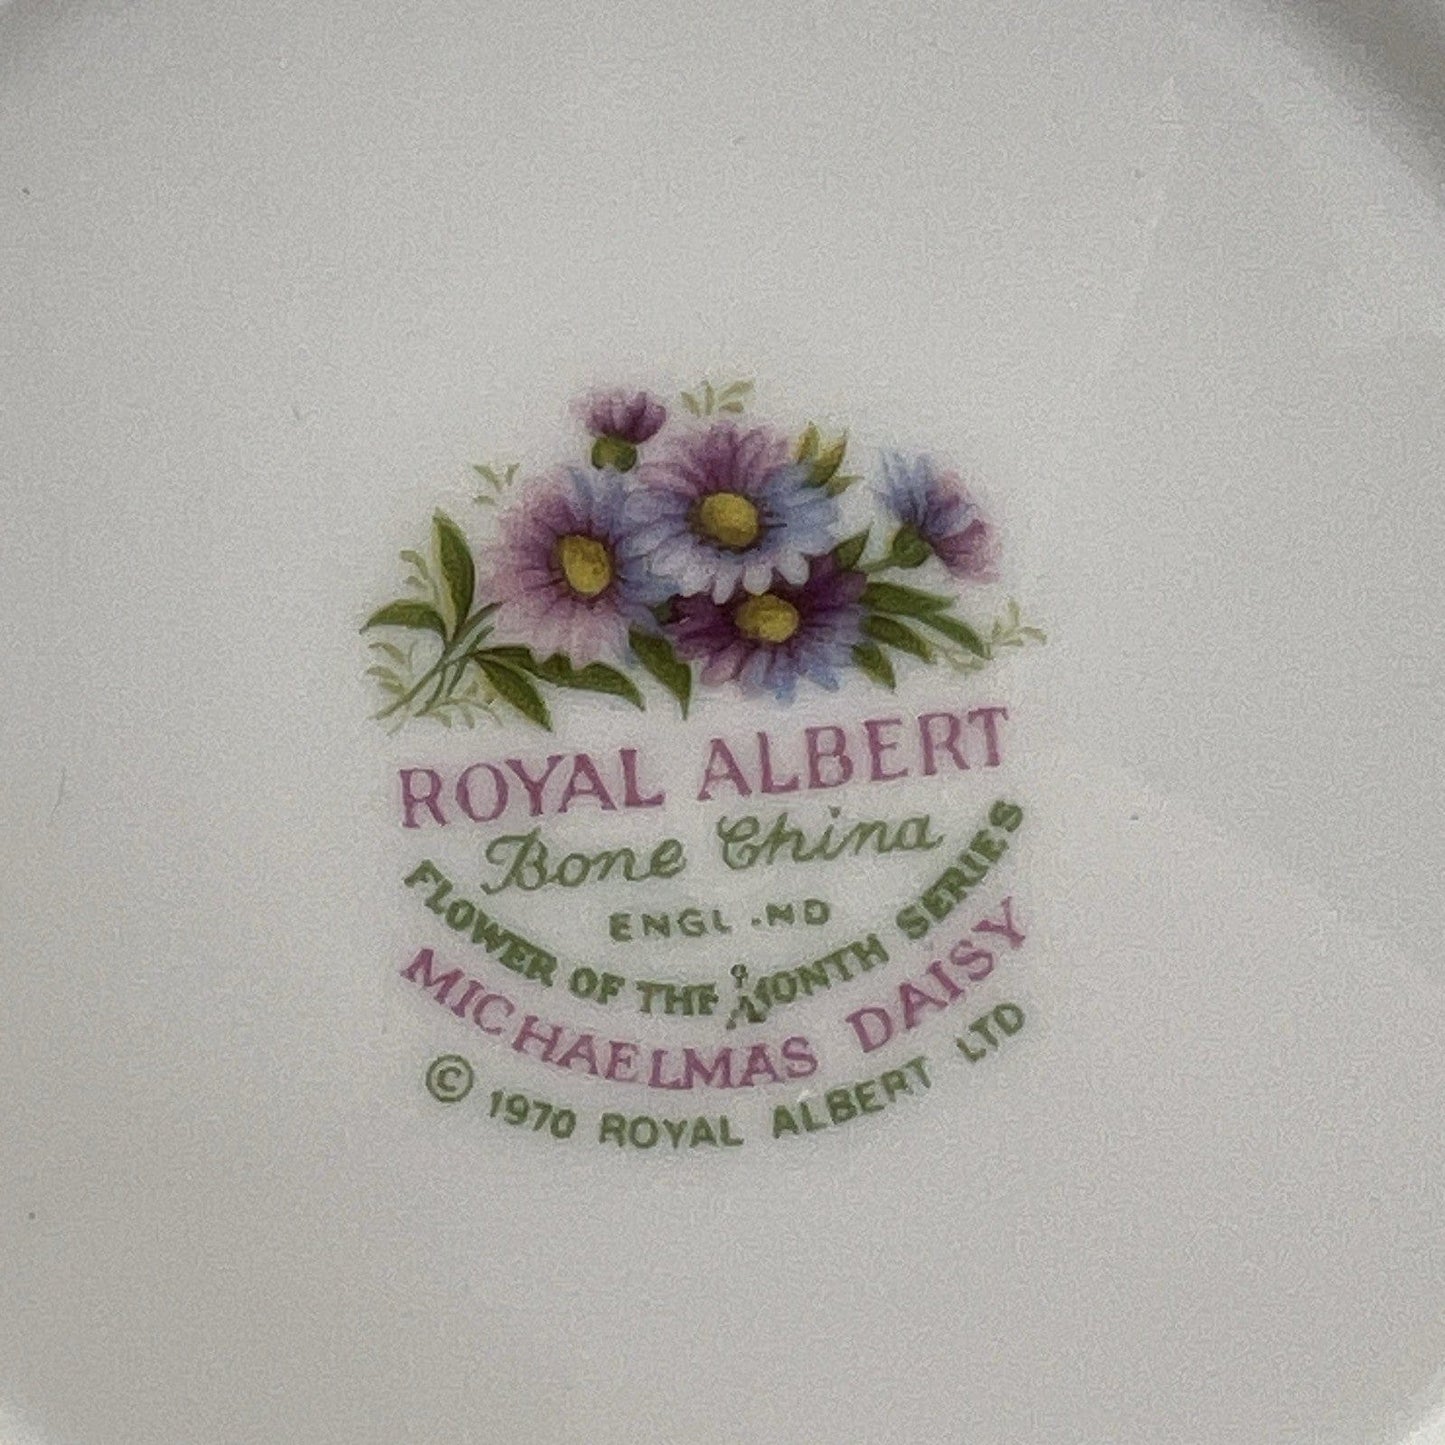 ROYAL ALBERT
Bone China
ENGL ND
FLOWER OF THE MONTH SERIES
MICHAELMAS DAISY
© 1970 ROYAL ALBERT LTD